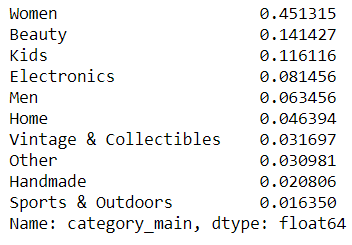 Women 0.451315
Beauty 0.141427
Kids 0.116116
Electronics 0.081456
Men 0.063456
Home 0.046394
Vintage & Collectibles 0.031697
Other 0.030981
Handmade 0.020806
Sports & Outdoors 0.016350
Name: category_main, dtype: float64